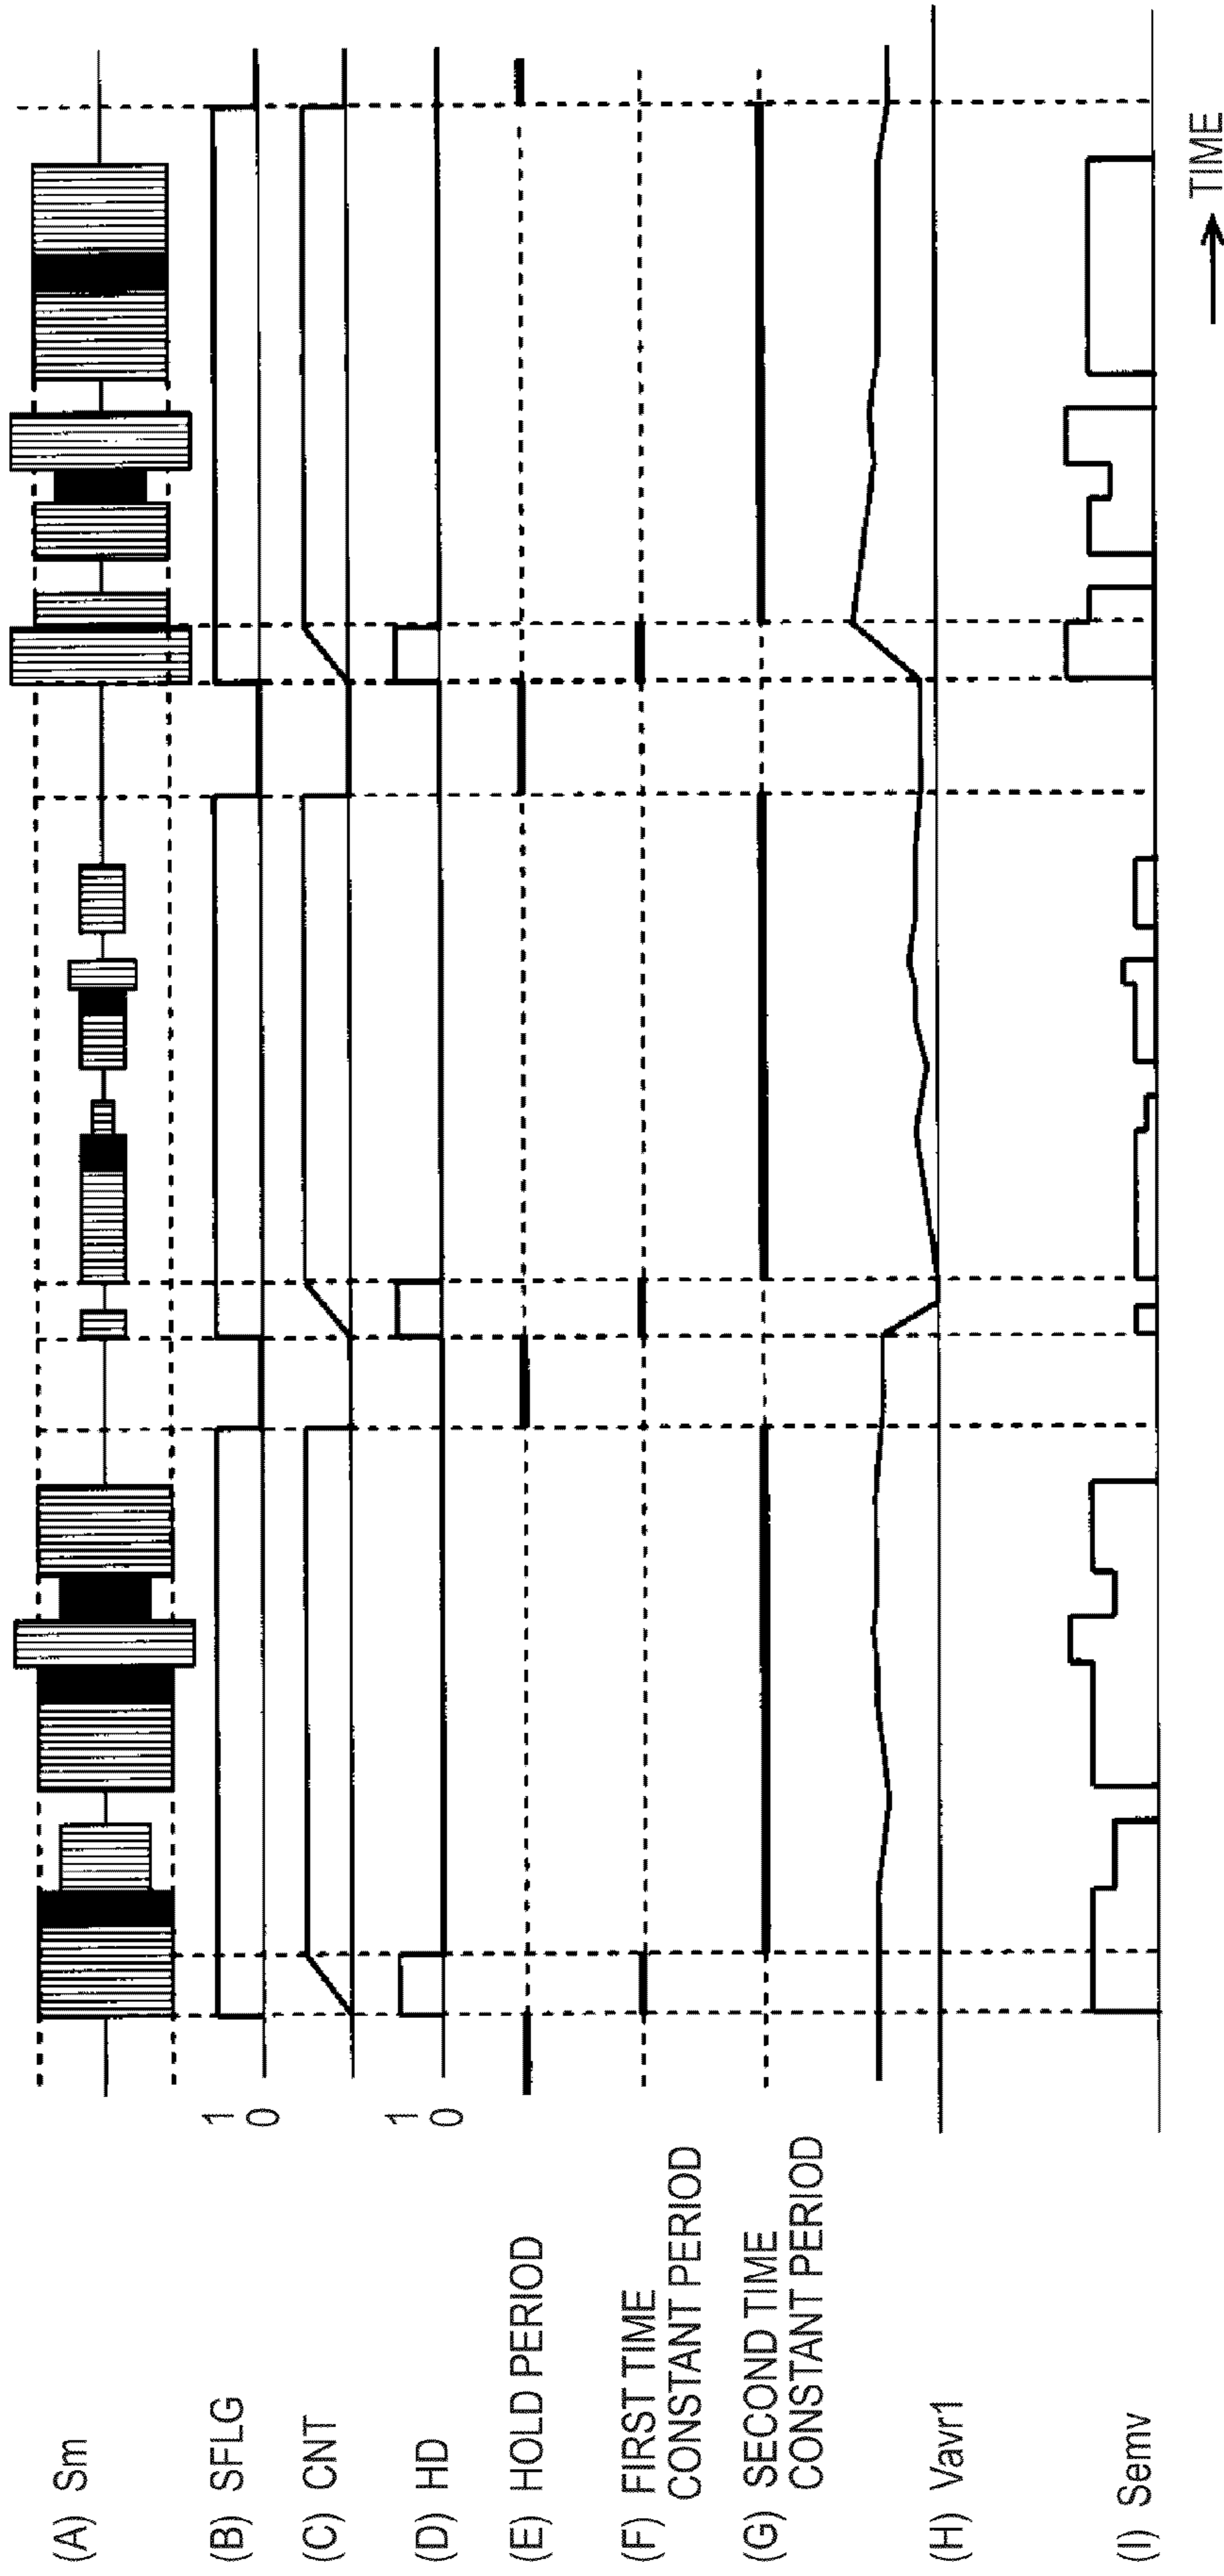 (A) Sm
(B) SFLG
1
0
(C) CNT
(D) HD
1
0
(E) HOLD PERIOD
(F) FIRST TIME
CONSTANT PERIOD
(G) SECOND TIME
CONSTANT PERIOD
(H) Vavr1
(I) Semv
TIME